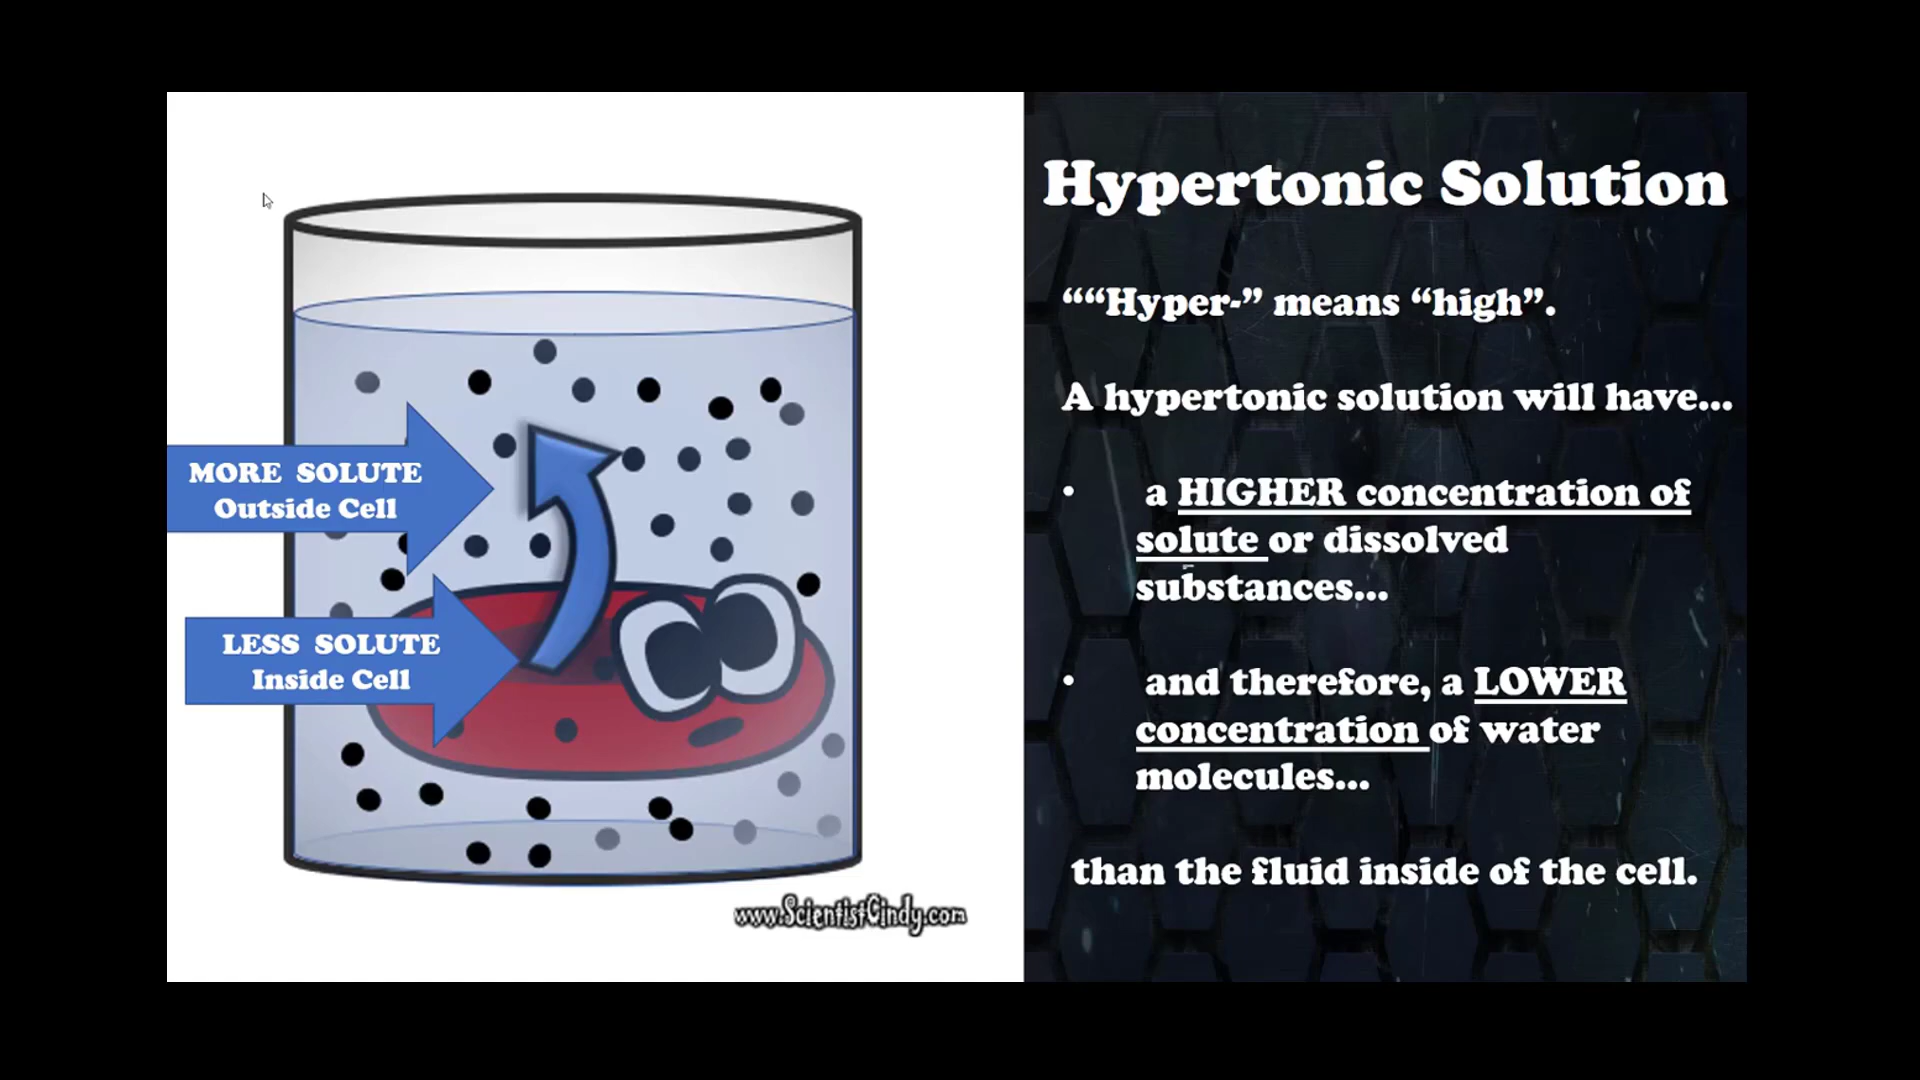 MORE SOLUTE
Outside Cell
LESS SOLUTE
Inside Cell
www.ScientistCindy.com
Hypertonic Solution
““Hyper-” means “high”.
A hypertonic solution will have...
• a HIGHER concentration of
solute or dissolved
substances...
• and therefore, a LOWER
concentration of water
molecules...
than the fluid inside of the cell.